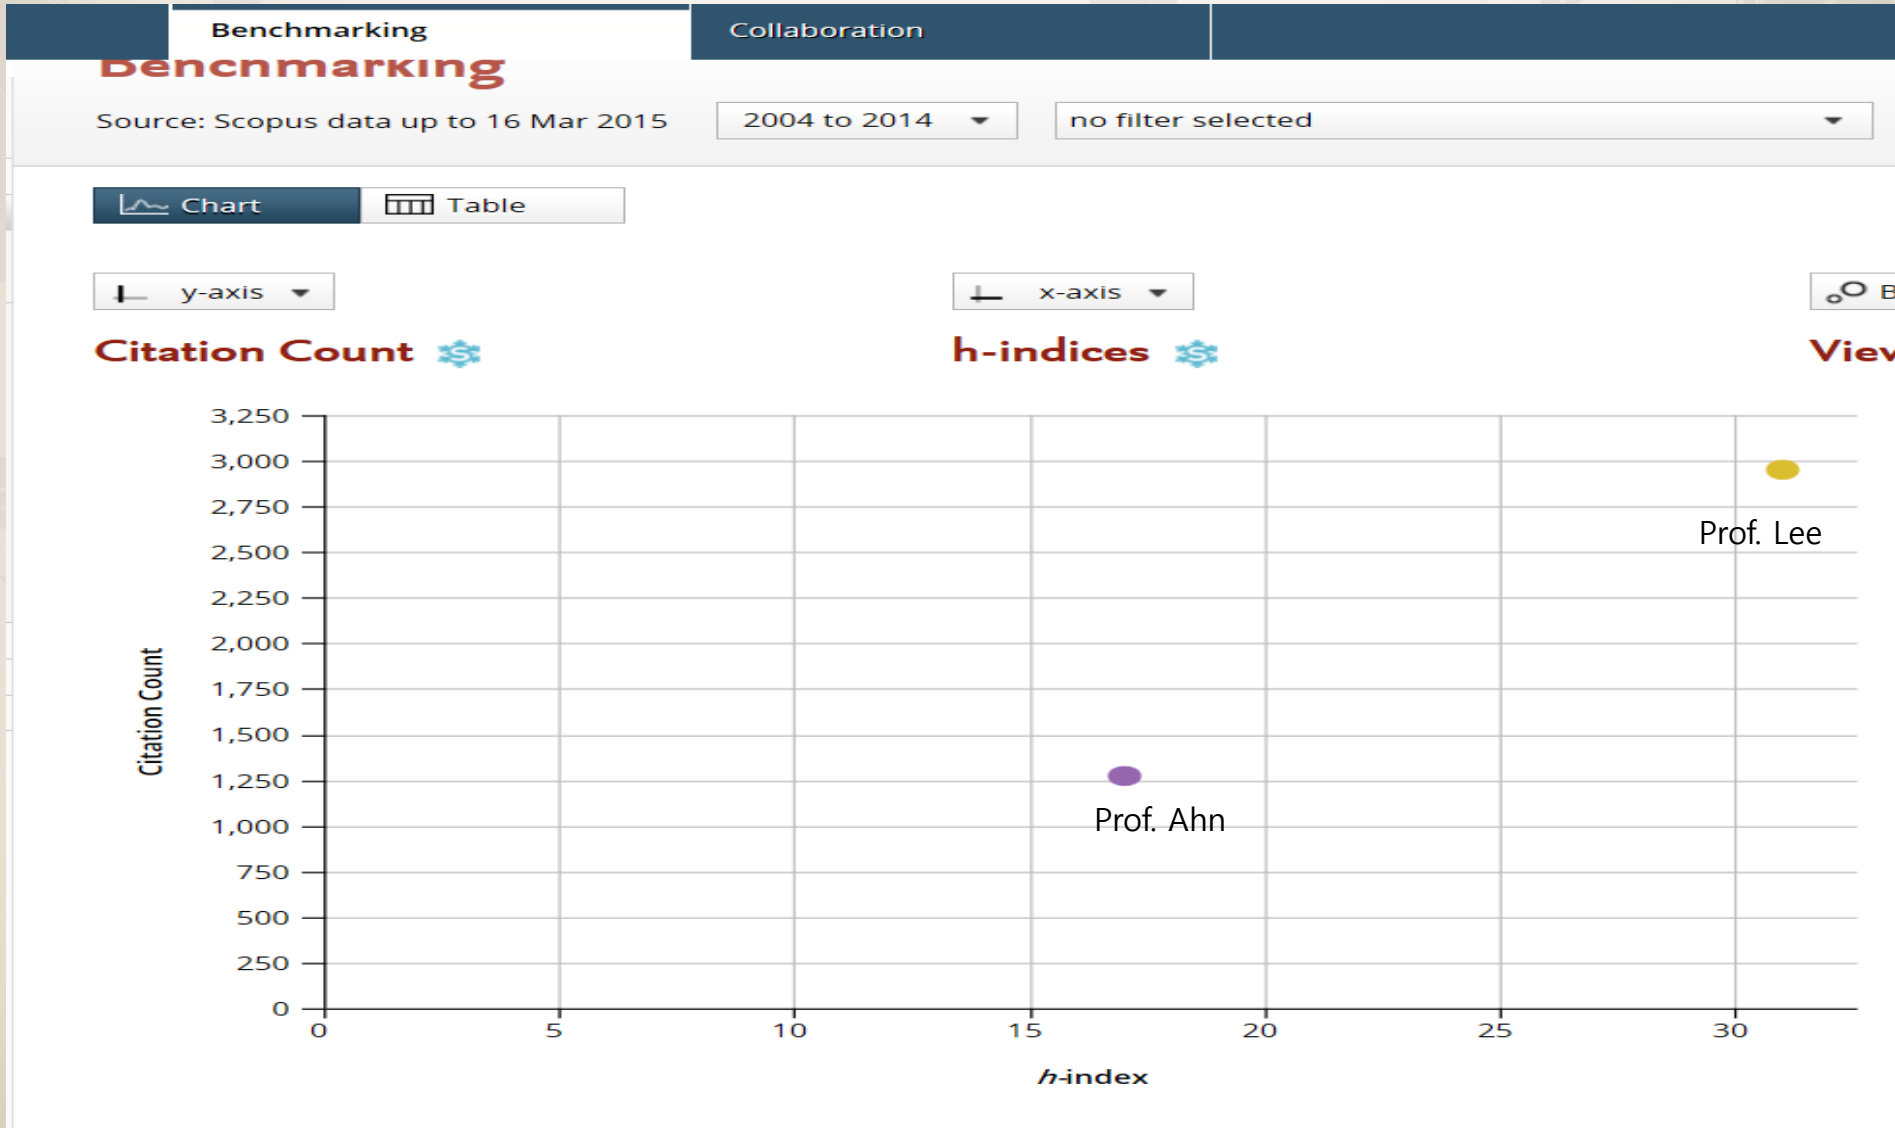 Benchmarking
Collaboration
Benchmarking
Source: Scopus data up to 16 Mar 2015
2004 to 2014
no filter selected
Chart
Table
y-axis
x-axis
B
Citation Count
h-indices
View
3,250
3,000
2,750
2,500
2,250
2,000
1,750
1,500
1,250
1,000
750
500
250
0
Citation Count
Prof. Lee
Prof. Ahn
0
5
10
15
20
25
30
h-index